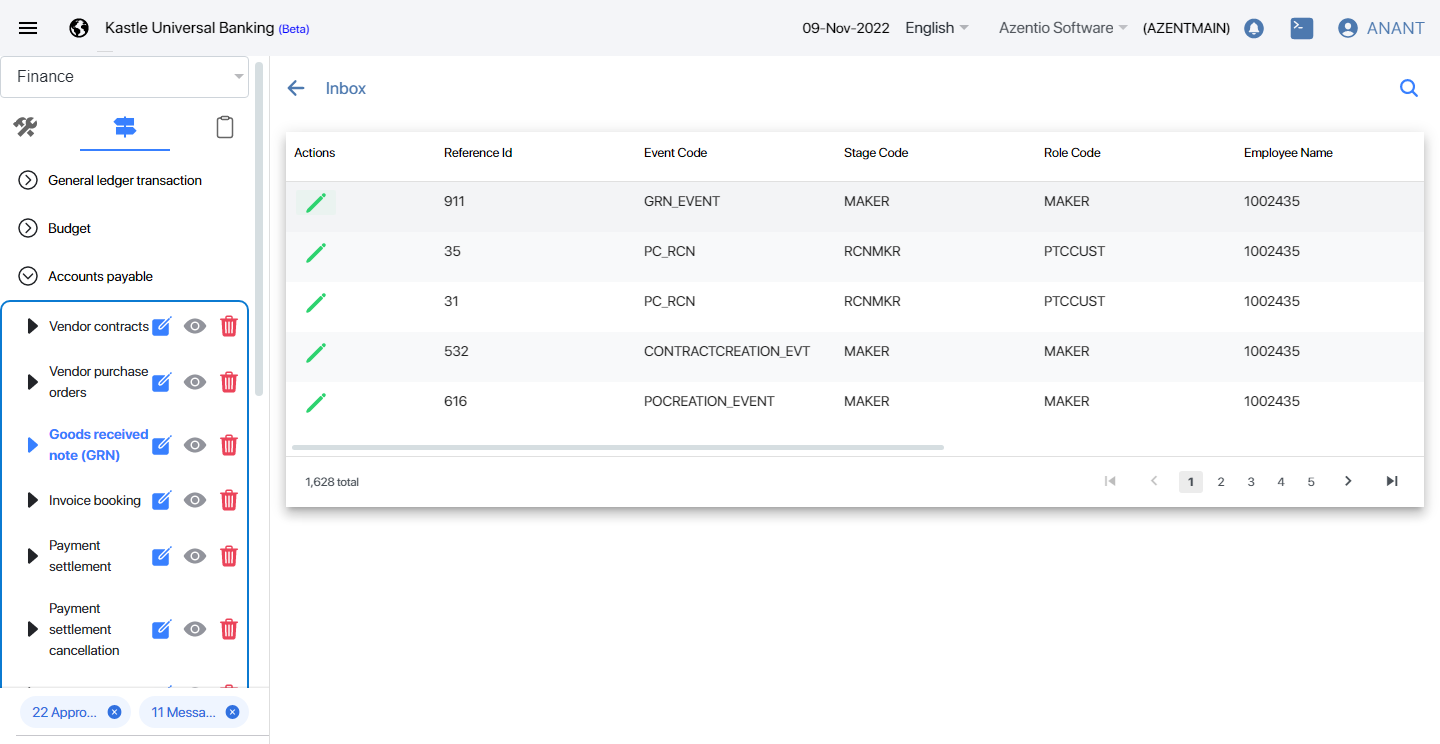 Kastle Universal Banking (Beta)
09-Nov-2022 English Azentio Software (AZENTMAIN) >_ ANANT
Finance
General ledger transaction
Budget
Accounts payable
Vendor contracts
Vendor purchase
orders
Goods received
note (GRN)
Invoice booking
Payment
settlement
Payment
settlement
cancellation
22 Appro...
11 Messa...
Inbox
Actions Reference Id Event Code Stage Code Role Code Employee Name
911 GRN_EVENT MAKER MAKER 1002435
35 PC_RCN RCNMKR PTCCUST 1002435
31 PC_RCN RCNMKR PTCCUST 1002435
532 CONTRACTCREATION_EVT MAKER MAKER 1002435
616 POCREATION_EVENT MAKER MAKER 1002435
1,628 total 1 2 3 4 5